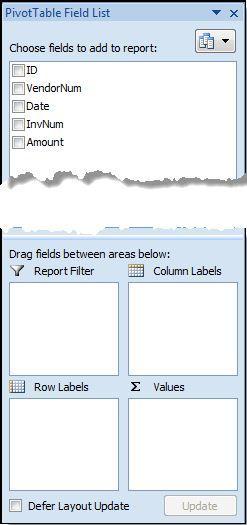 PivotTable Field List
Choose fields to add to report:
ID
VendorNum
Date
InvNum
Amount
Drag fields between areas below:
Report Filter
Column Labels
Row Labels
Σ Values
Defer Layout Update
Update